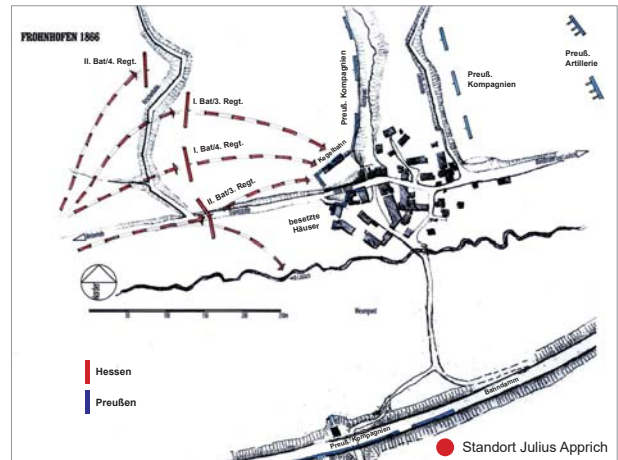 FROHNHOFEN 1866
II. Bat/4. Regt.
I. Bat/3. Regt.
I. Bat/4. Regt.
II. Bat/3. Regt.
Preuß. Kompagnien
Kegelbahn
Preuß.
Kompagnien
Preuß.
Artillerie
besetzte
Häuser
Norden
Hessen
Preußen
Bahndamm
Preuß. Kompagnien
Standort Julius Apprich